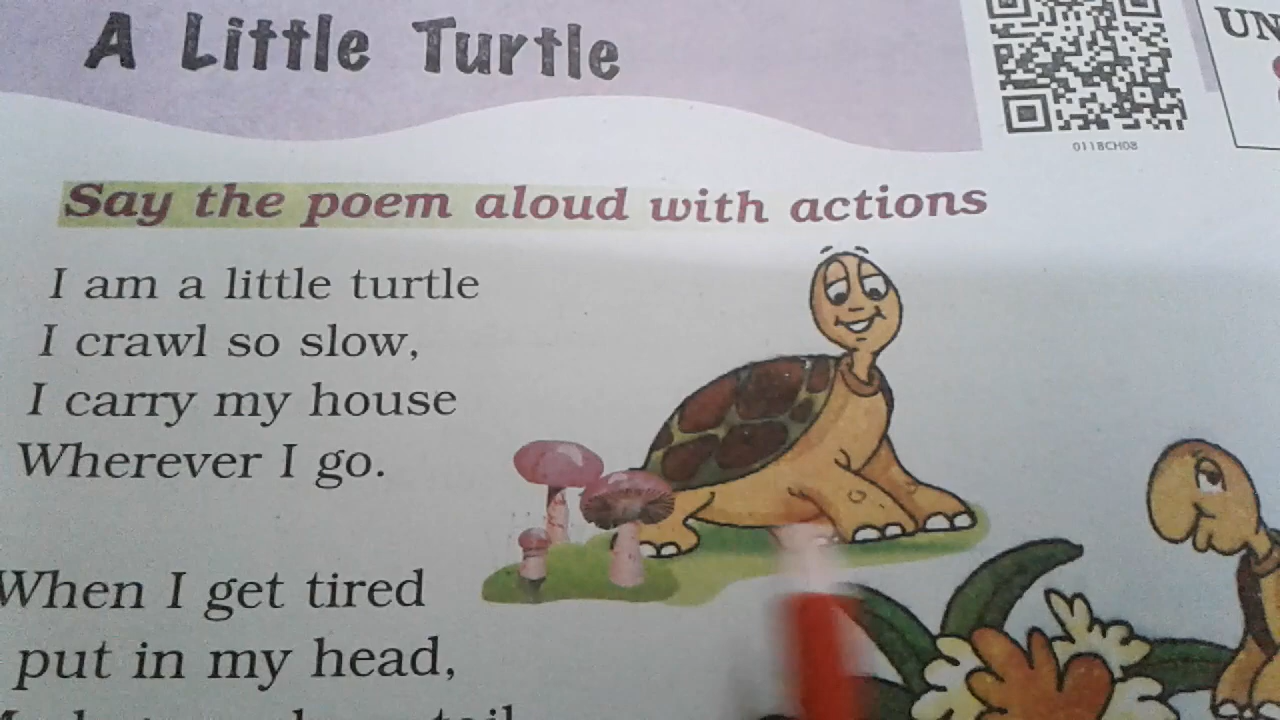 A Little Turtle
UN
0118CH08
Say the poem aloud with actions
I am a little turtle
I crawl so slow,
I carry my house
Wherever I go.
When I get tired
put in my head,